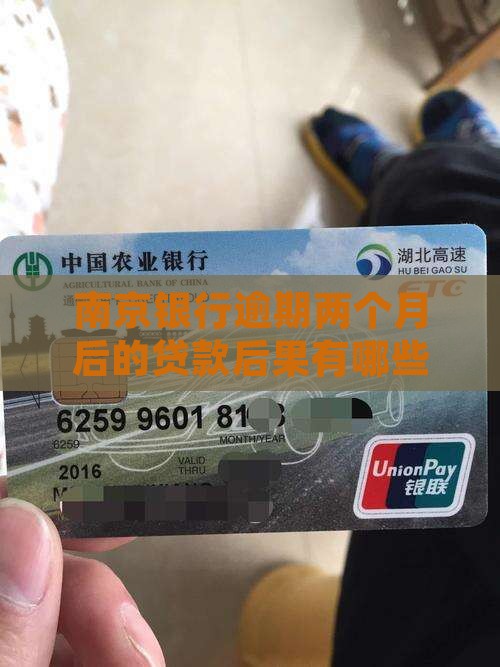 中国农业银行
AGRICULTURAL BANK OF CHINA
湖北高速
HU BEI GAO SU
ETC
南京银行逾期两个月
后的贷款后果有哪些
6259 9601 81
6259
MONTH/YEAR
2016
VALID
THRU
UnionPay
银联